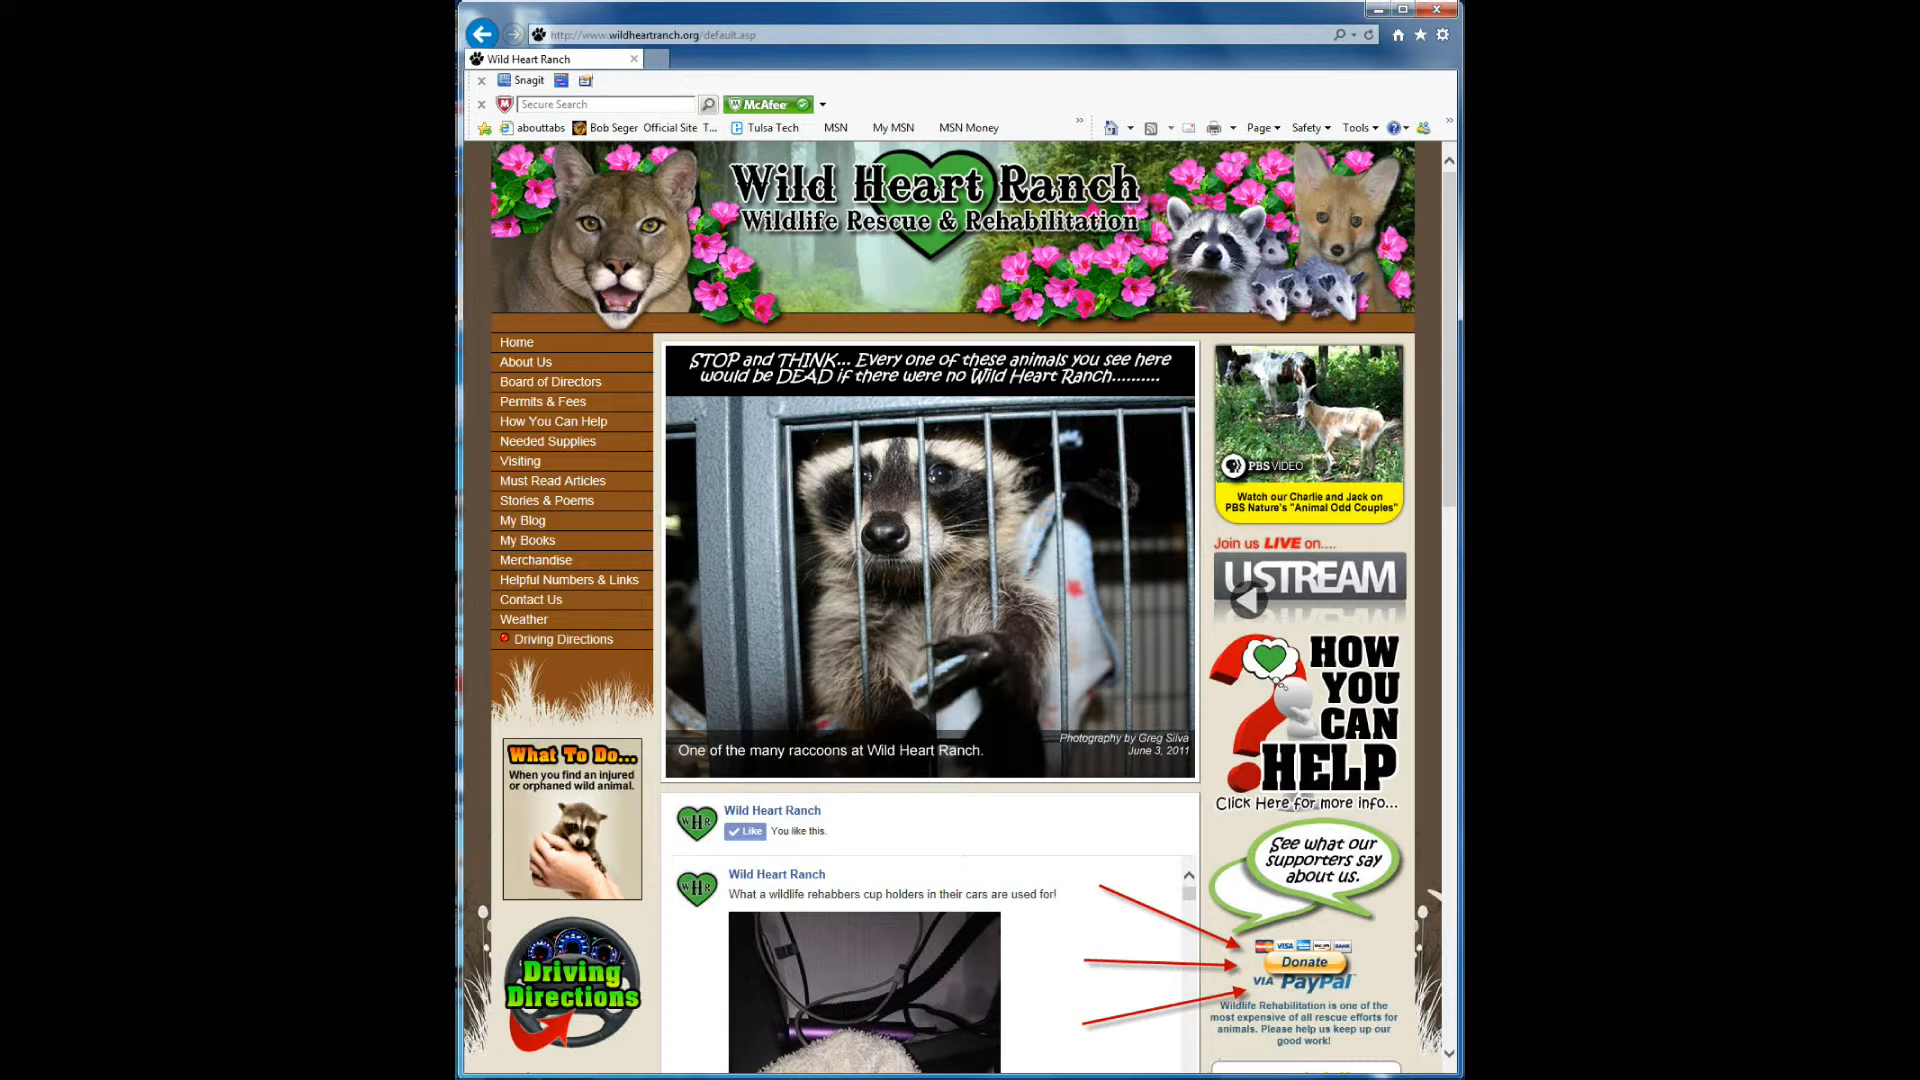 http://www.wildheartranch.org/default.asp
Wild Heart Ranch
Snagit
Secure Search
McAfee
abouttabs
Bob Seger Official Site T...
Tulsa Tech
MSN
My MSN
MSN Money
Page
Safety
Tools
Wild Heart Ranch
Wildlife Rescue & Rehabilitation
Home
About Us
Board of Directors
Permits & Fees
How You Can Help
Needed Supplies
Visiting
Must Read Articles
Stories & Poems
My Blog
My Books
Merchandise
Helpful Numbers & Links
Contact Us
Weather
Driving Directions
What To Do...
When you find an injured
or orphaned wild animal.
Driving
Directions
STOP and THINK... Every one of these animals you see here
would be DEAD if there were no Wild Heart Ranch..........
One of the many raccoons at Wild Heart Ranch.
Photography by Greg Silva
June 3, 2011
Wild Heart Ranch
Like
You like this.
WHR
Wild Heart Ranch
WHR
What a wildlife rehabbers cup holders in their cars are used for!
PBS VIDEO
Watch our Charlie and Jack on
PBS Nature's "Animal Odd Couples"
Join us LIVE on....
USTREAM
HOW
YOU
CAN
HELP
Click Here for more info...
See what our
supporters say
about us.
VISA
BANK
Donate
VIA PayPal
Wildlife Rehabilitation is one of the
most expensive of all rescue efforts for
animals. Please help us keep up our
good work!